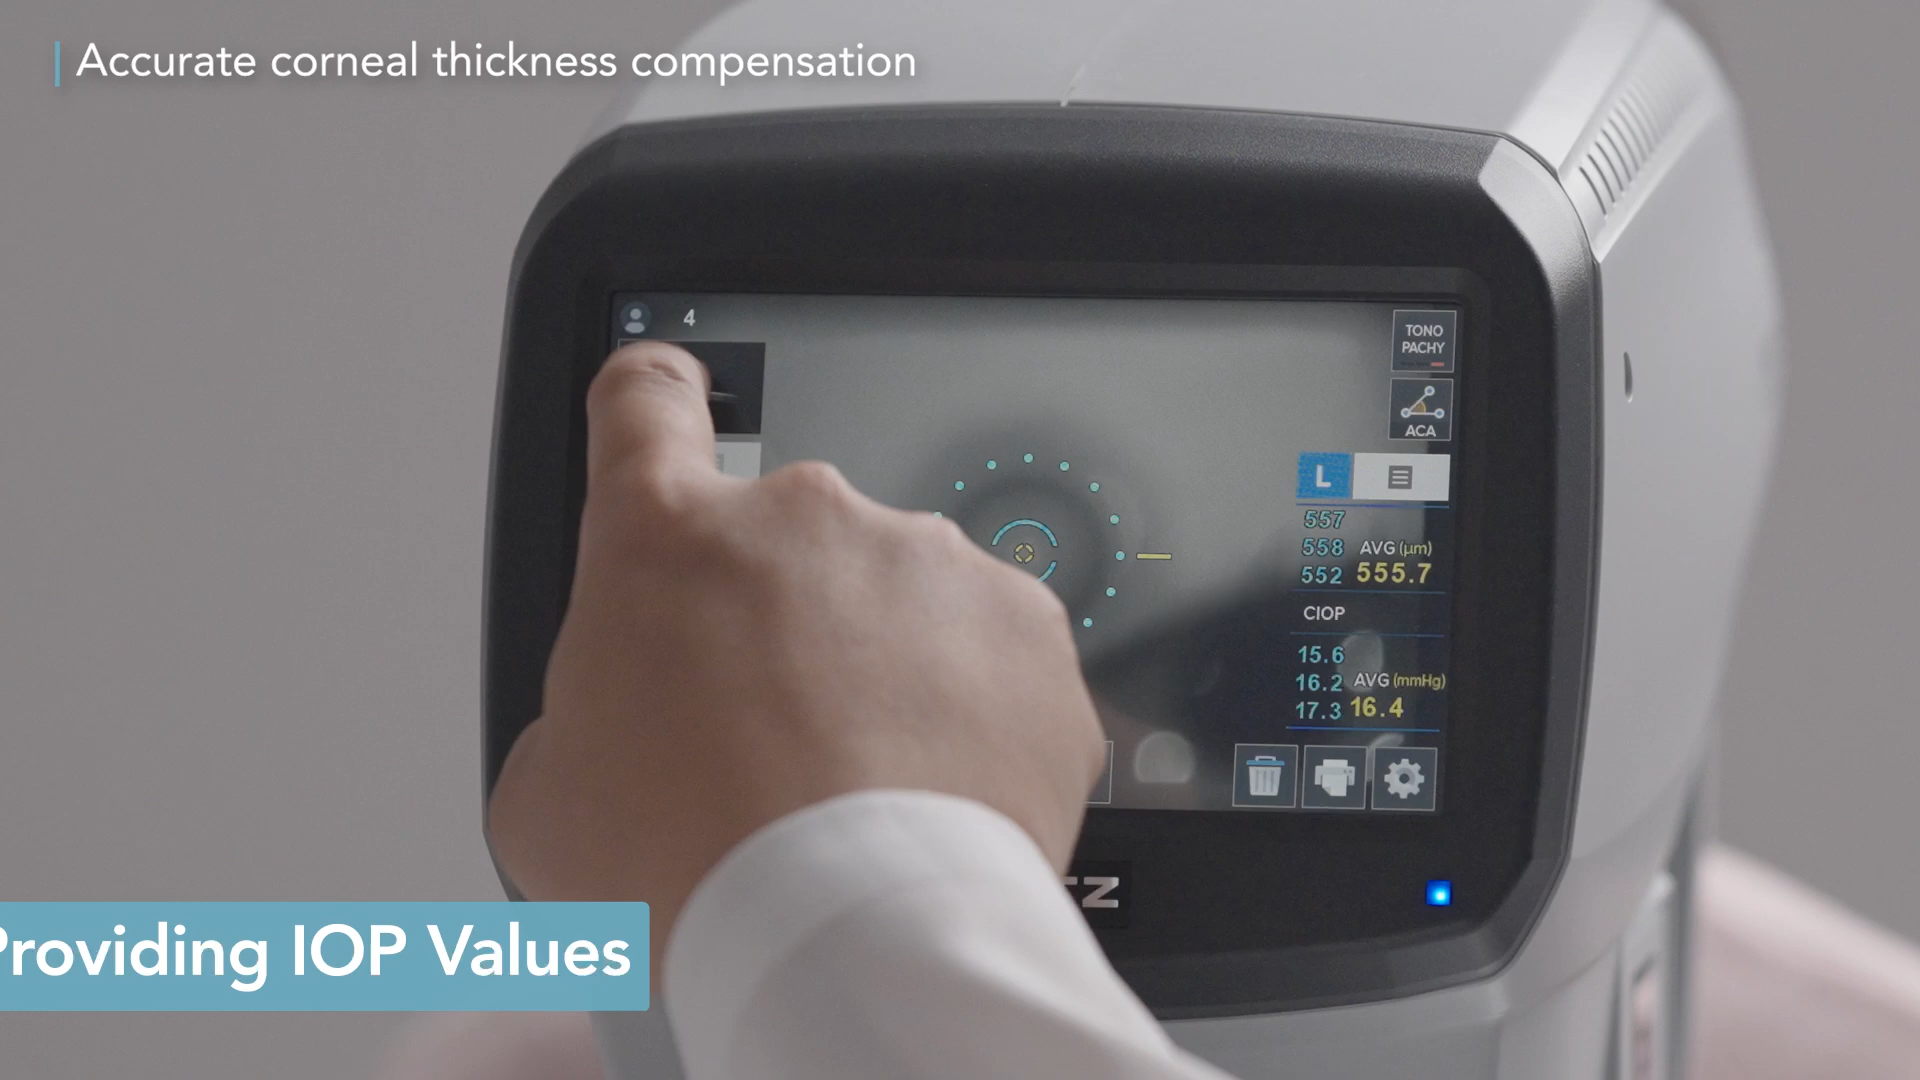 Accurate corneal thickness compensation
4
TONO
PACHY
ACA
L
557
558 AVG (µm)
552 555.7
CIOP
15.6
16.2 AVG (mmHg)
17.3 16.4
TZ
Providing IOP Values